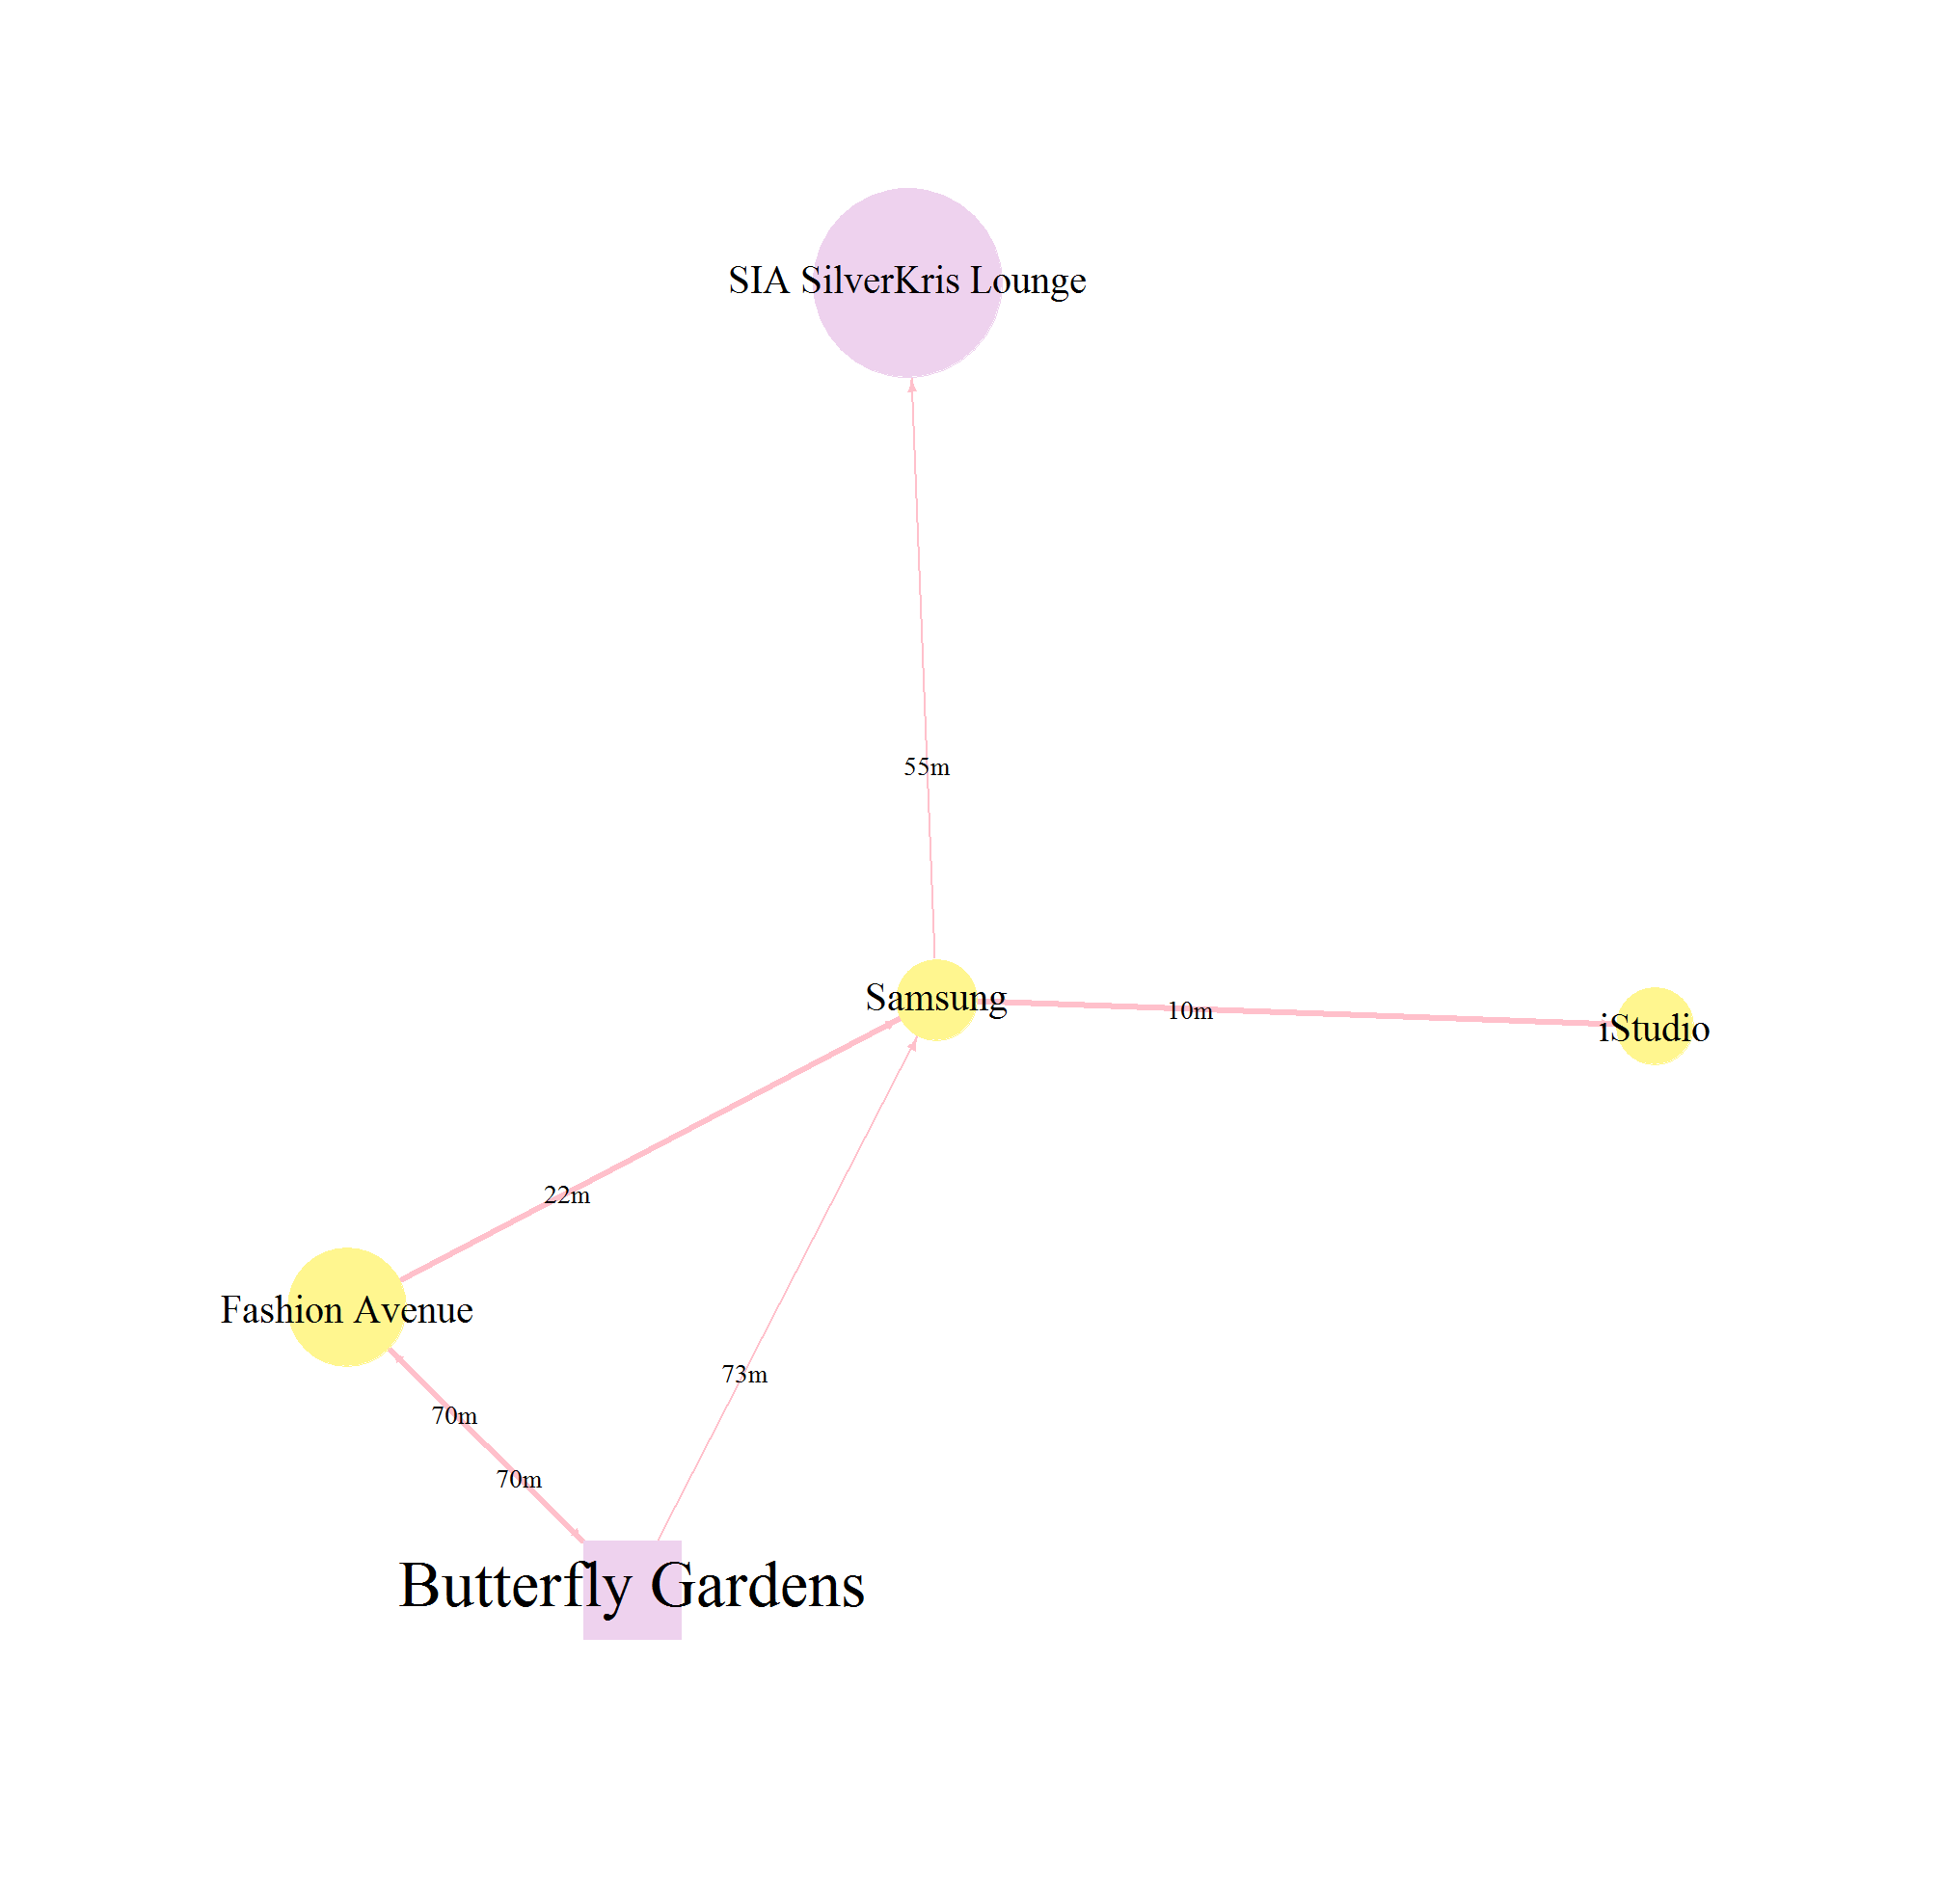 SIA SilverKris Lounge
55m
Samsung
10m
iStudio
22m
Fashion Avenue
73m
70m
70m
Butterfly Gardens